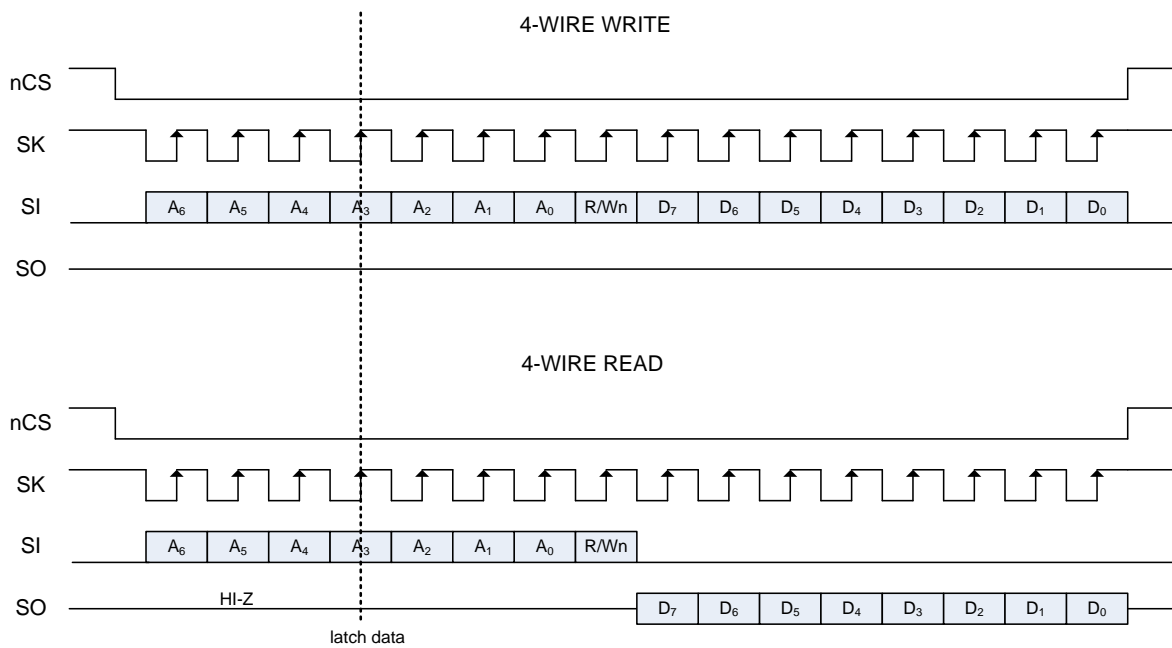 4-WIRE WRITE
nCS
SK
SI A₆ A₅ A₄ A₃ A₂ A₁ A₀ R/Wn D₇ D₆ D₅ D₄ D₃ D₂ D₁ D₀
SO
4-WIRE READ
nCS
SK
SI A₆ A₅ A₄ A₃ A₂ A₁ A₀ R/Wn
SO HI-Z D₇ D₆ D₅ D₄ D₃ D₂ D₁ D₀
latch data